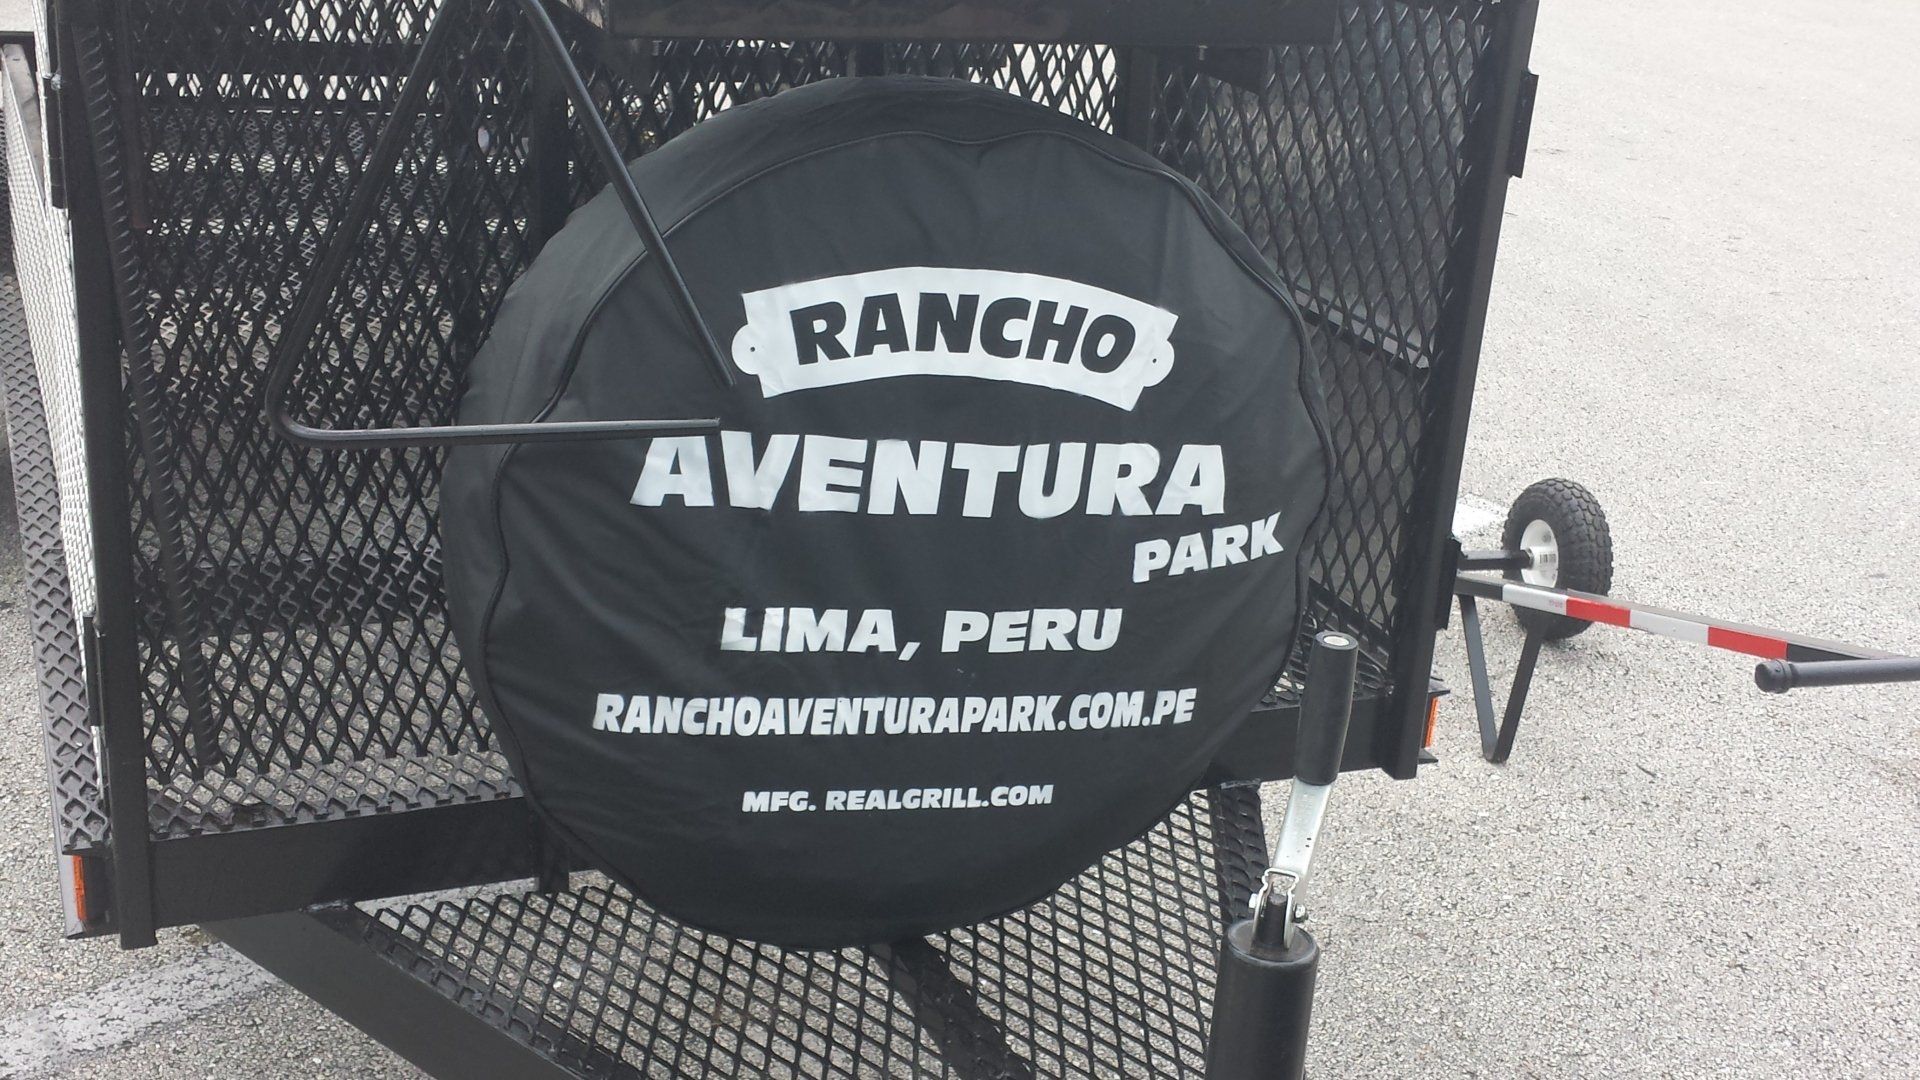 RANCHO
AVENTURA
PARK
LIMA, PERU
RANCHOAVENTURAPARK.COM.PE
MFG. REALGRILL.COM